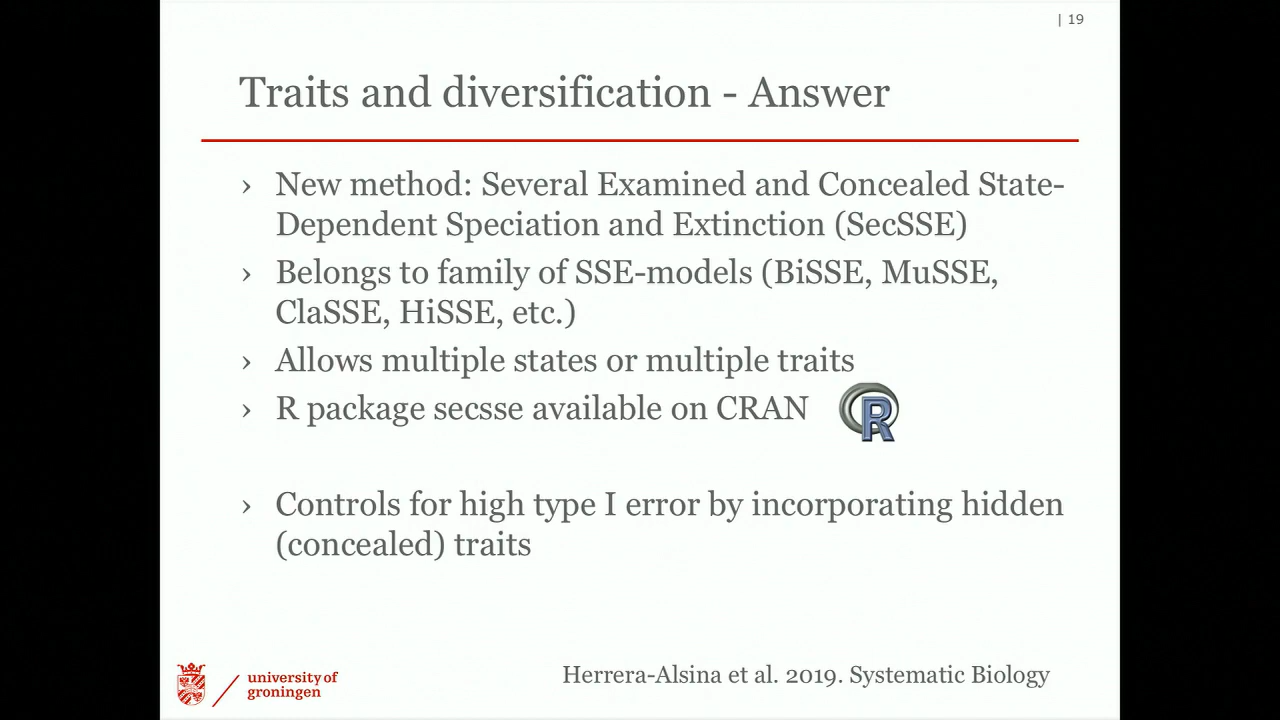 | 19
Traits and diversification - Answer
› New method: Several Examined and Concealed State-
Dependent Speciation and Extinction (SecSSE)
› Belongs to family of SSE-models (BiSSE, MuSSE,
ClaSSE, HiSSE, etc.)
› Allows multiple states or multiple traits
› R package secsse available on CRAN
R
› Controls for high type I error by incorporating hidden
(concealed) traits
university of
groningen
Herrera-Alsina et al. 2019. Systematic Biology